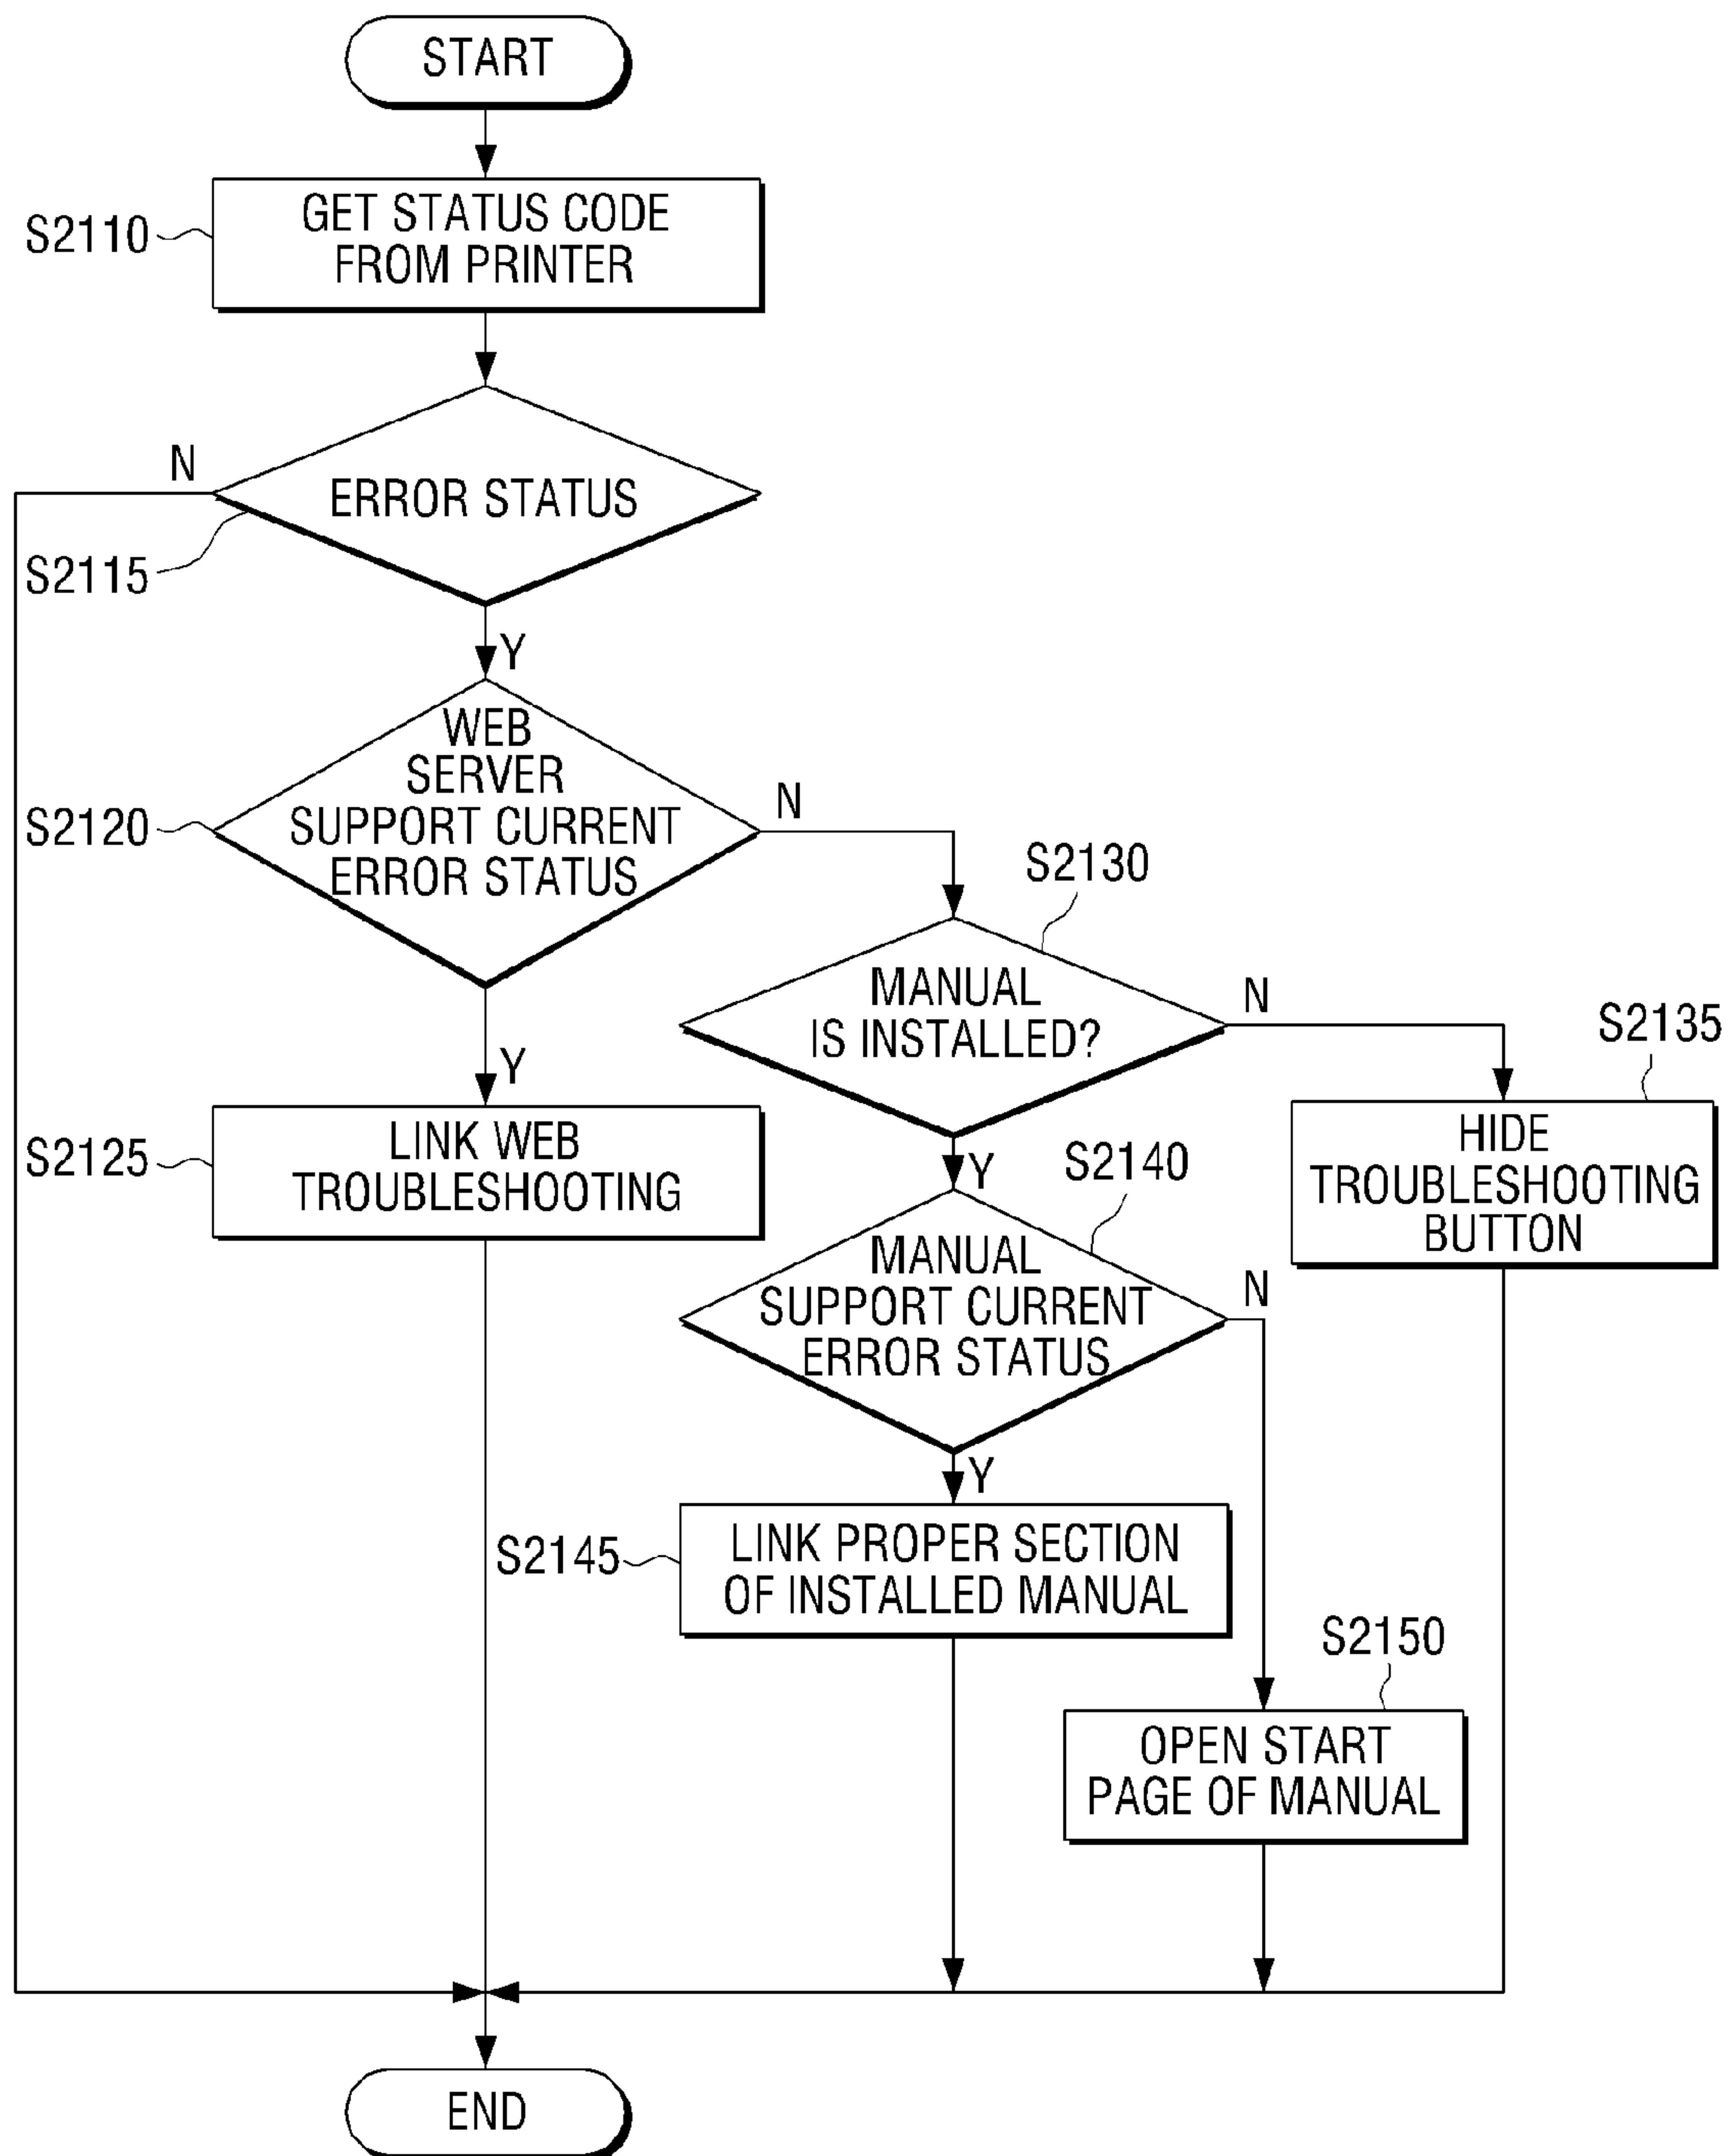 START
S2110
GET STATUS CODE
FROM PRINTER
N
ERROR STATUS
S2115
Y
WEB
SERVER
SUPPORT CURRENT
ERROR STATUS
S2120
N
S2130
MANUAL
IS INSTALLED?
N
S2135
HIDE
TROUBLESHOOTING
BUTTON
Y
S2125
LINK WEB
TROUBLESHOOTING
Y
S2140
MANUAL
SUPPORT CURRENT
ERROR STATUS
N
Y
S2145
LINK PROPER SECTION
OF INSTALLED MANUAL
S2150
OPEN START
PAGE OF MANUAL
END